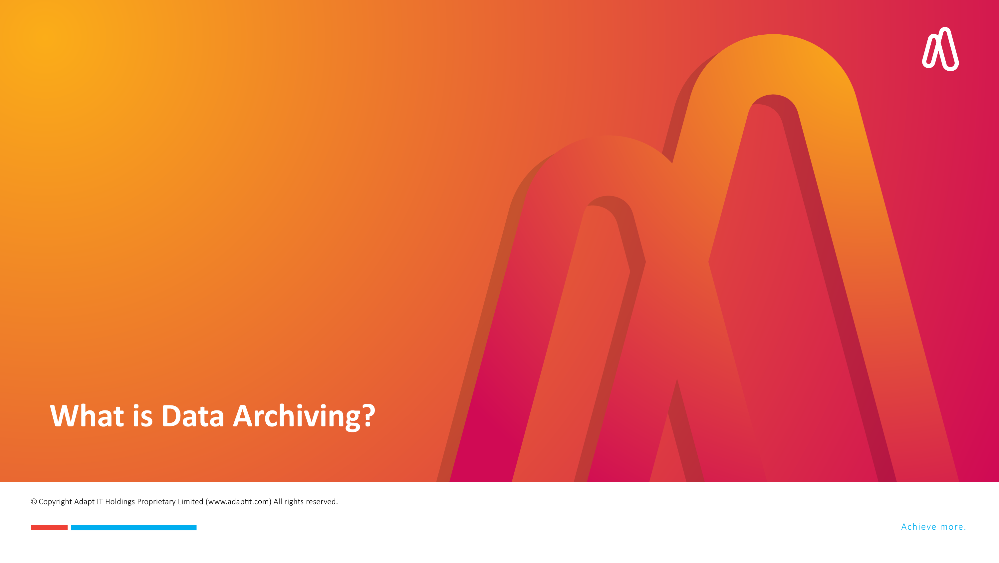 What is Data Archiving?
© Copyright Adapt IT Holdings Proprietary Limited (www.adaptit.com) All rights reserved.
Achieve more.